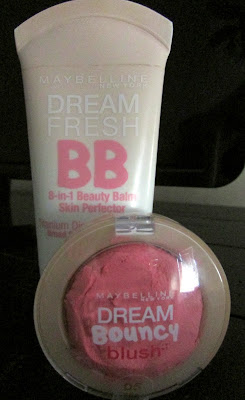 MAYBELLINE
NEW YORK
DREAM
FRESH
BB
8-in-1 Beauty Balm
Skin Perfector
MAYBELLINE
NEW YORK
DREAM
Bouncy
blush